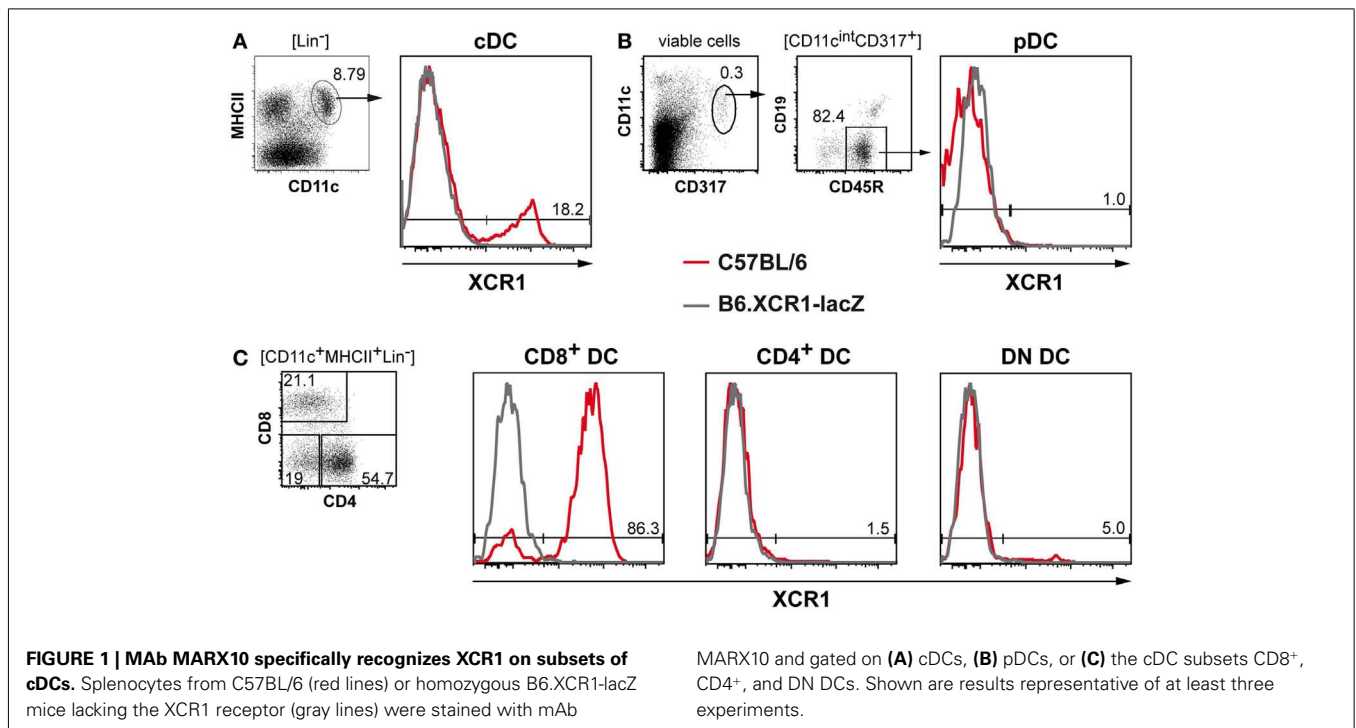 A
[Lin⁻]
cDC
8.79
MHCII
CD11c
18.2
XCR1
B
viable cells
[CD11cintCD317⁺]
pDC
0.3
CD11c
CD317
82.4
CD19
CD45R
1.0
XCR1
C57BL/6
B6.XCR1-lacZ
C
[CD11c⁺MHCII⁺Lin⁻]
21.1
CD8
19
54.7
CD4
CD8⁺ DC
CD4⁺ DC
DN DC
86.3
1.5
5.0
XCR1
FIGURE 1 | MAb MARX10 specifically recognizes XCR1 on subsets of
cDCs. Splenocytes from C57BL/6 (red lines) or homozygous B6.XCR1-lacZ
mice lacking the XCR1 receptor (gray lines) were stained with mAb
MARX10 and gated on (A) cDCs, (B) pDCs, or (C) the cDC subsets CD8⁺,
CD4⁺, and DN DCs. Shown are results representative of at least three
experiments.